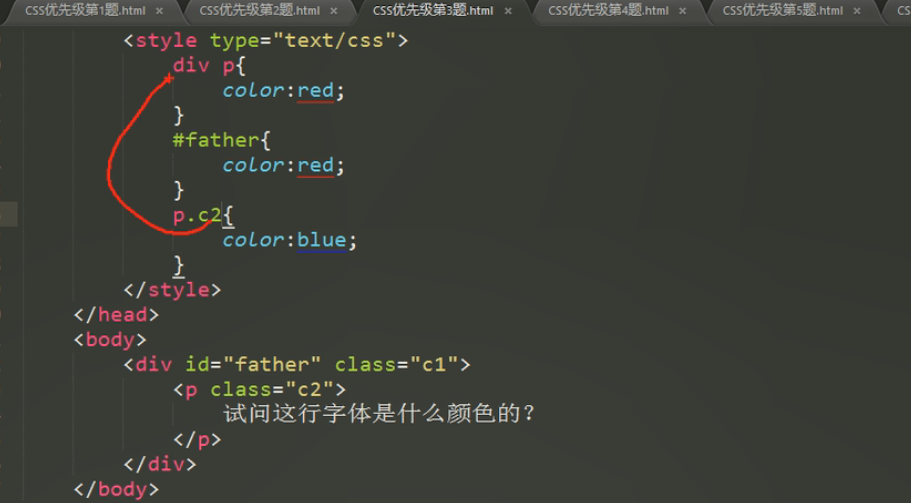 CSS优先级第1题.html × CSS优先级第2题.html × CSS优先级第3题.html × CSS优先级第4题.html × CSS优先级第5题.html × CS
<style type="text/css">
div p{
color:red;
}
#father{
color:red;
}
p.c2{
color:blue;
}
</style>
</head>
<body>
<div id="father" class="c1">
<p class="c2">
试问这行字体是什么颜色的？
</p>
</div>
</body>